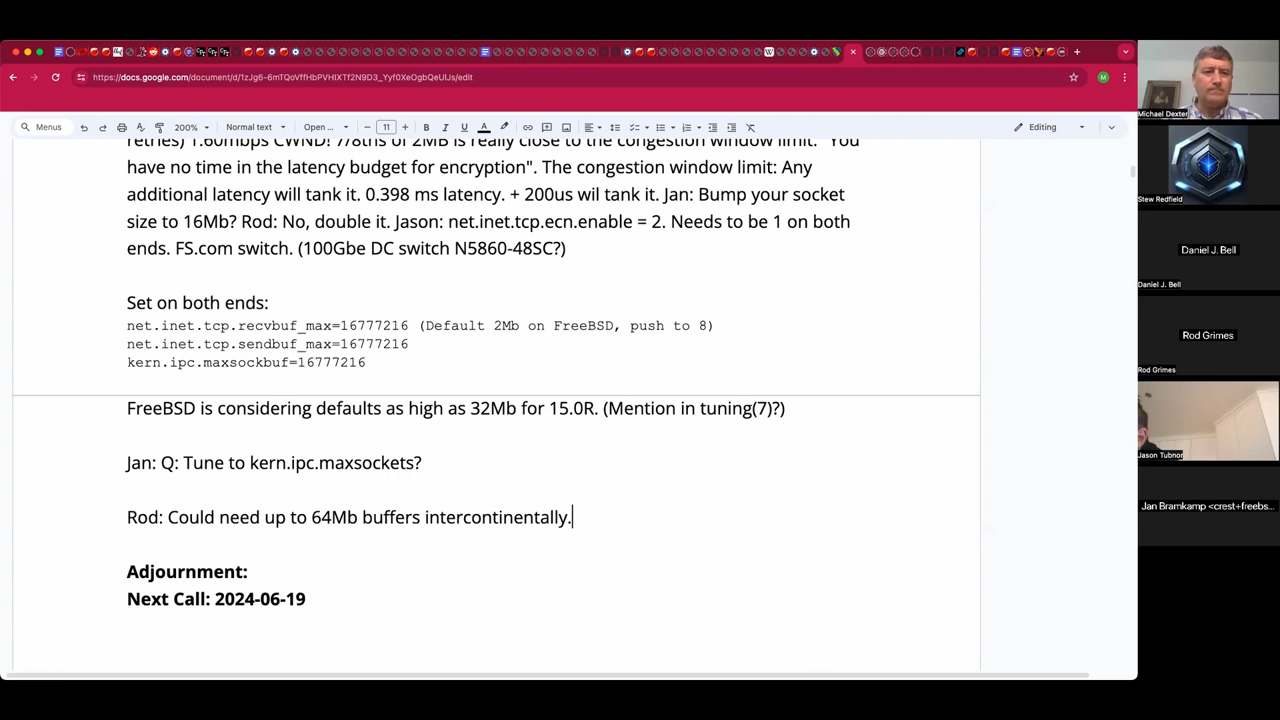 https://docs.google.com/document/d/1zJg6-6mTQoVffHbPVHIXTf2N9D3_Yyf0XeOgbQeUIJs/edit
M
Menus
200%
Normal text
Open ...
11
Editing
retries) 1.60mbps CWND! 7/8ths of 2MB is really close to the congestion window limit. "You
have no time in the latency budget for encryption". The congestion window limit: Any
additional latency will tank it. 0.398 ms latency. + 200us wil tank it. Jan: Bump your socket
size to 16Mb? Rod: No, double it. Jason: net.inet.tcp.ecn.enable = 2. Needs to be 1 on both
ends. FS.com switch. (100Gbe DC switch N5860-48SC?)
Set on both ends:
net.inet.tcp.recvbuf_max=16777216 (Default 2Mb on FreeBSD, push to 8)
net.inet.tcp.sendbuf_max=16777216
kern.ipc.maxsockbuf=16777216
FreeBSD is considering defaults as high as 32Mb for 15.0R. (Mention in tuning(7)?)
Jan: Q: Tune to kern.ipc.maxsockets?
Rod: Could need up to 64Mb buffers intercontinentally.
Adjournment:
Next Call: 2024-06-19
Michael Dexter
Stew Redfield
Daniel J. Bell
Daniel J. Bell
Rod Grimes
Rod Grimes
Jason Tubnor
Jan Bramkamp <crest+freebs...